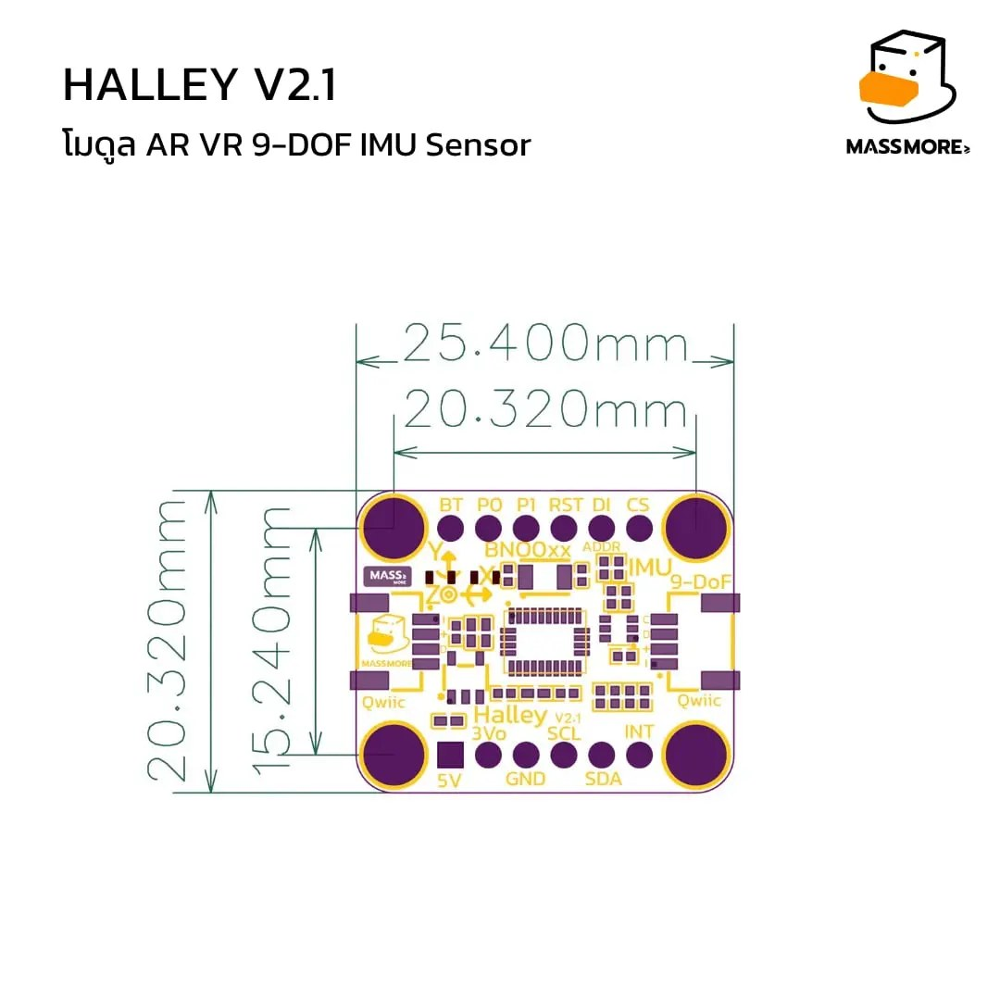 HALLEY V2.1
โมดูล AR VR 9-DOF IMU Sensor
MASSMORE
25.400mm
20.320mm
20.320mm
15.240mm
BT P0 P1 RST DI CS
BNO0xx ADDR
IMU
9-DoF
MASS
MORE
Y
X
Z
MASSMORE
Qwiic
Qwiic
Halley V2.1
3Vo SCL INT
5V GND SDA